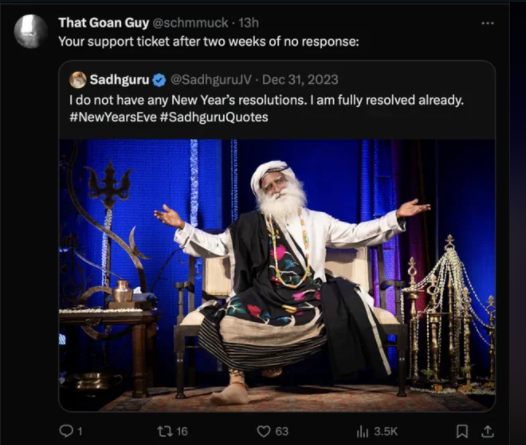 That Goan Guy @schmmuck · 13h
Your support ticket after two weeks of no response:
Sadhguru @SadhguruJV · Dec 31, 2023
I do not have any New Year's resolutions. I am fully resolved already.
#NewYearsEve #SadhguruQuotes
1 16 63 3.5K